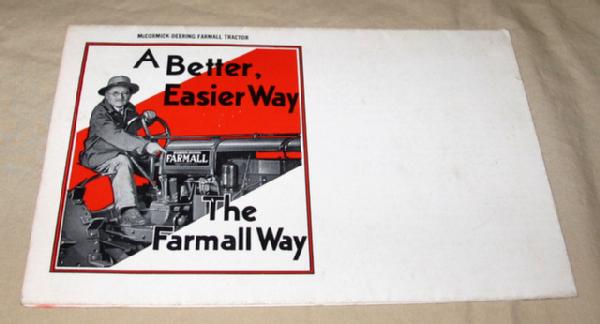 McCORMICK-DEERING FARMALL TRACTOR
A Better,
Easier Way
FARMALL
The
Farmall Way